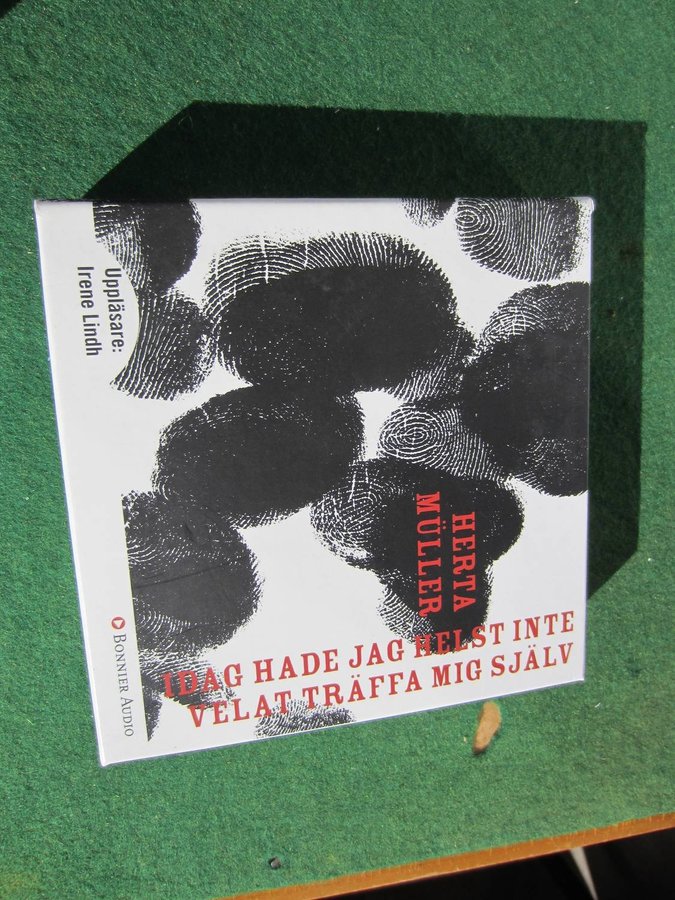 Uppläsare:
Irene Lindh
HERTA
MÜLLER
IDAG HADE JAG HELST INTE
VELAT TRÄFFA MIG SJÄLV
BONNIER AUDIO